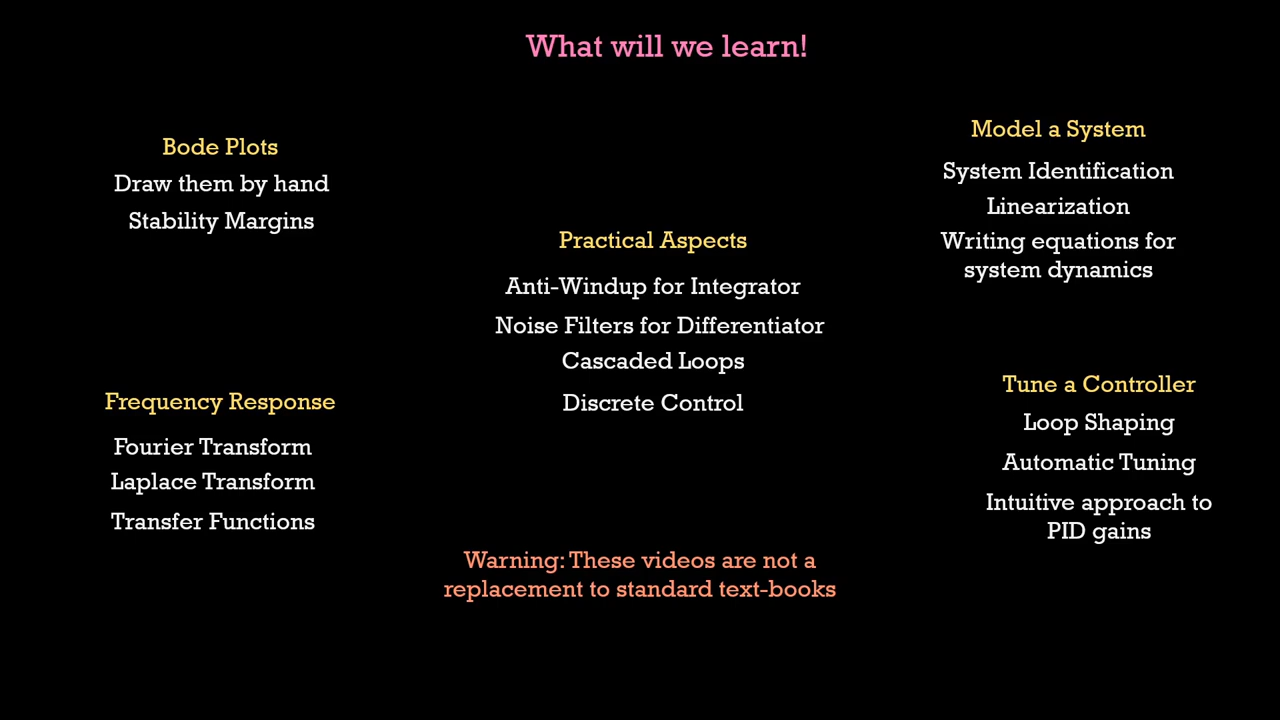 What will we learn!
Bode Plots
Draw them by hand
Stability Margins
Frequency Response
Fourier Transform
Laplace Transform
Transfer Functions
Practical Aspects
Anti-Windup for Integrator
Noise Filters for Differentiator
Cascaded Loops
Discrete Control
Model a System
System Identification
Linearization
Writing equations for
system dynamics
Tune a Controller
Loop Shaping
Automatic Tuning
Intuitive approach to
PID gains
Warning: These videos are not a
replacement to standard text-books